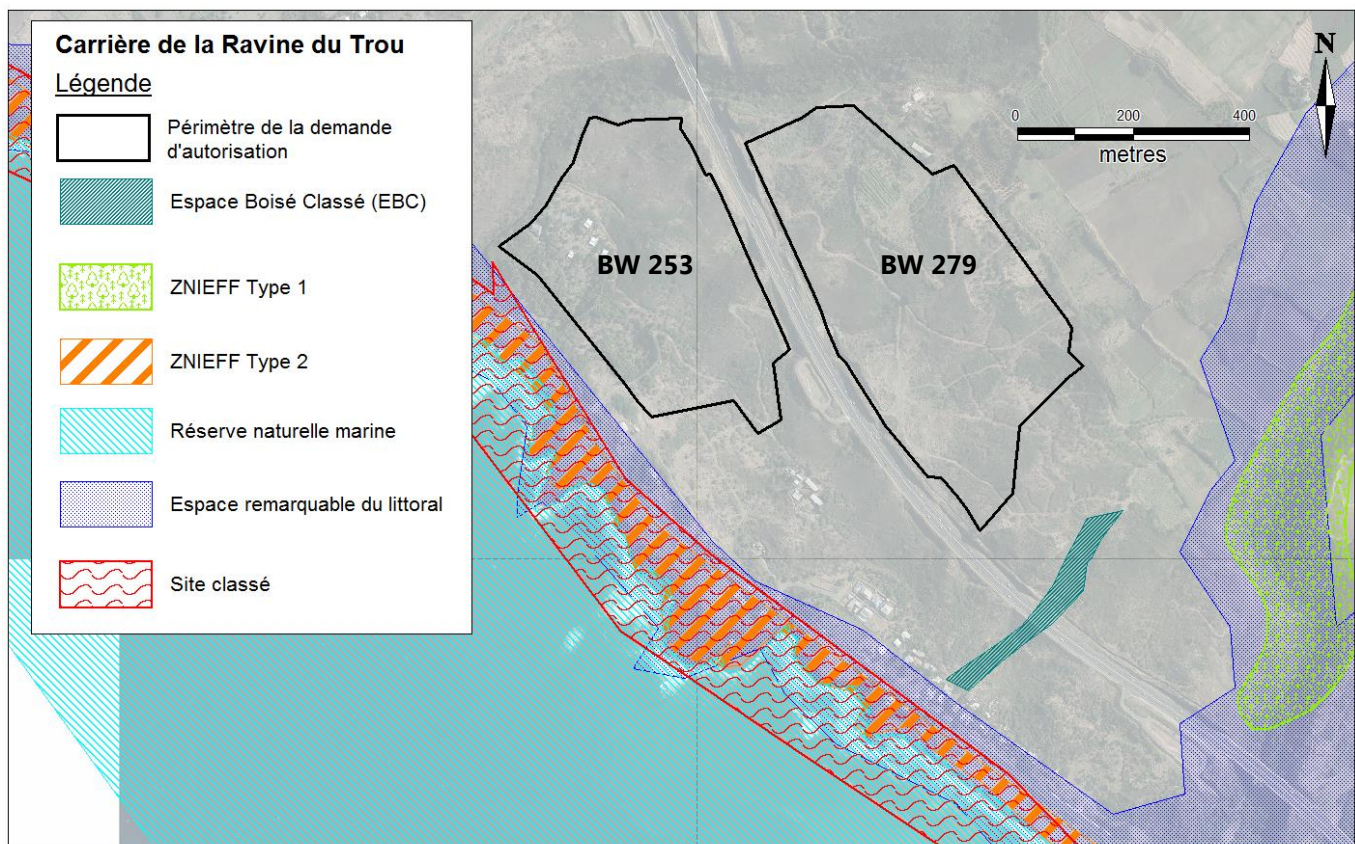 Carrière de la Ravine du Trou
Légende
Périmètre de la demande
d'autorisation
Espace Boisé Classé (EBC)
ZNIEFF Type 1
ZNIEFF Type 2
Réserve naturelle marine
Espace remarquable du littoral
Site classé
N
0 200 400
metres
BW 253
BW 279